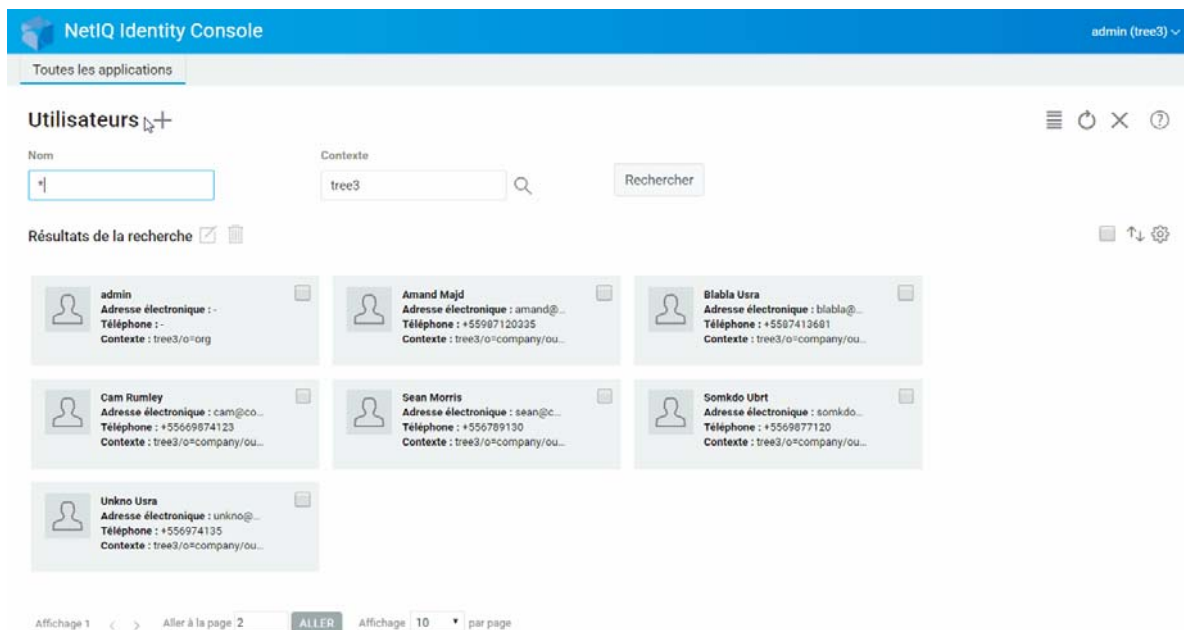 NetIQ Identity Console
admin (tree3)
Toutes les applications
Utilisateurs
Nom
Contexte
*
tree3
Rechercher
Résultats de la recherche
admin
Adresse électronique : -
Téléphone : -
Contexte : tree3/o=org
Amand Majd
Adresse électronique : amand@...
Téléphone : +55987120335
Contexte : tree3/o=company/ou...
Blabla Usra
Adresse électronique : blabla@...
Téléphone : +5587413681
Contexte : tree3/o=company/ou...
Cam Rumley
Adresse électronique : cam@co...
Téléphone : +55669874123
Contexte : tree3/o=company/ou...
Sean Morris
Adresse électronique : sean@c...
Téléphone : +556789130
Contexte : tree3/o=company/ou...
Somkdo Ubrt
Adresse électronique : somkdo...
Téléphone : +5569877120
Contexte : tree3/o=company/ou...
Unkno Usra
Adresse électronique : unkno@...
Téléphone : +556974135
Contexte : tree3/o=company/ou...
Affichage 1 < > Aller à la page 2 ALLER Affichage 10 par page